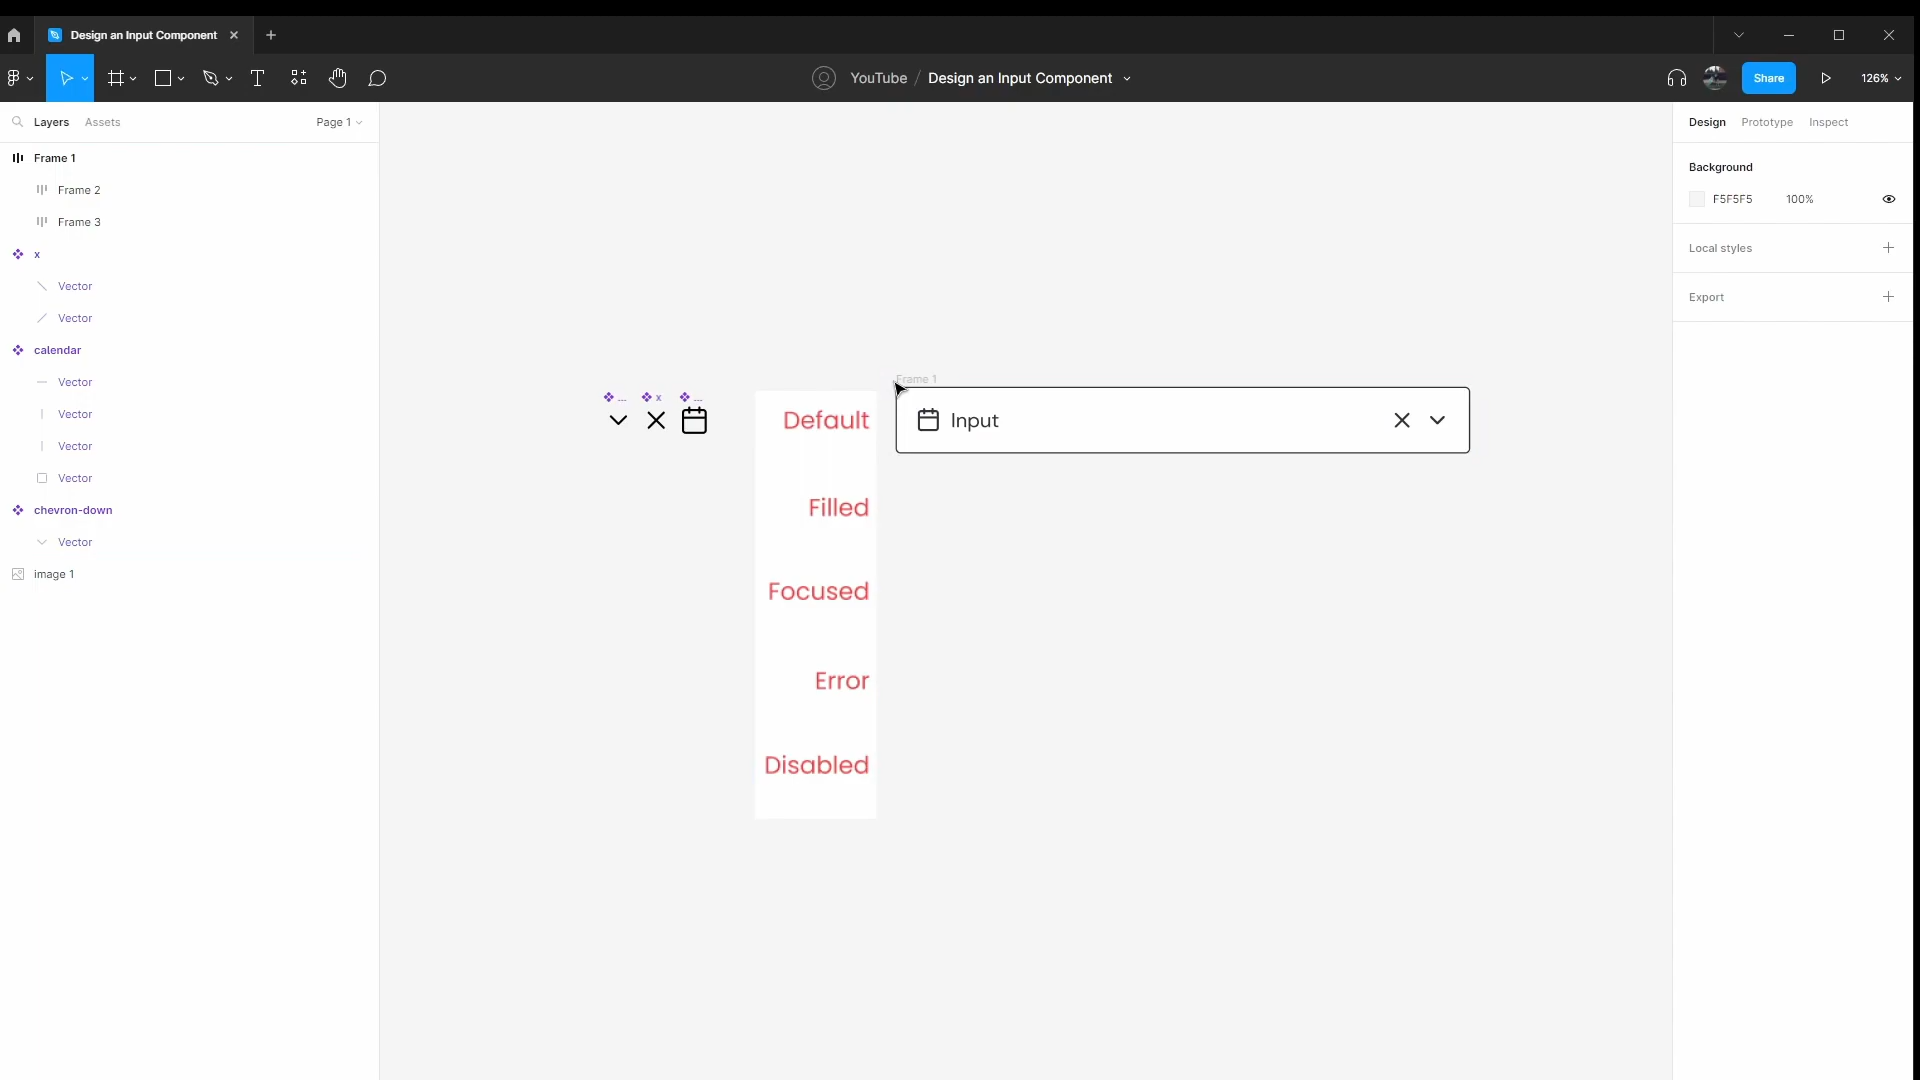 Design an Input Component
YouTube / Design an Input Component
Share
126%
Layers
Assets
Page 1
Design
Prototype
Inspect
Frame 1
Frame 2
Frame 3
x
Vector
Vector
calendar
Vector
Vector
Vector
Vector
chevron-down
Vector
image 1
Background
F5F5F5
100%
Local styles
Export
Frame 1
... x ...
Default
Input
Filled
Focused
Error
Disabled